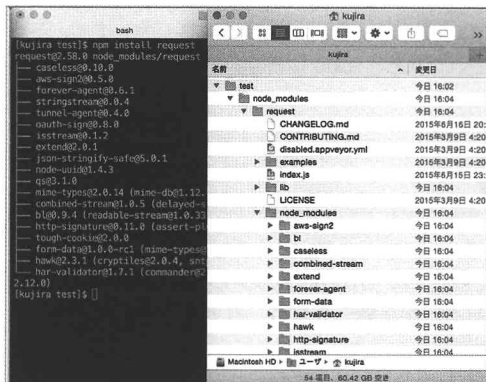 bash
[kujira test]$ npm install request
request@2.58.0 node_modules/request
├── caseless@0.10.0
├── aws-sign2@0.5.0
├── forever-agent@0.6.1
├── stringstream@0.0.4
├── tunnel-agent@0.4.0
├── oauth-sign@0.8.0
├── isstream@0.1.2
├── extend@2.0.1
├── json-stringify-safe@5.0.1
├── node-uuid@1.4.3
├── qs@3.1.0
├── mime-types@2.0.14 (mime-db@1.12.
├── combined-stream@1.0.5 (delayed-s
├── bl@0.9.4 (readable-stream@1.0.33
├── http-signature@0.11.0 (assert-pl
├── tough-cookie@2.0.0
├── form-data@1.0.0-rc1 (mime-types@
├── hawk@2.3.1 (cryptiles@2.0.4, snt
└── har-validator@1.7.1 (commander@2
2.12.0)
[kujira test]$
kujira
kujira
名前 変更日
test 今日 16:02
node_modules 今日 16:04
request 今日 16:04
CHANGELOG.md 2015年6月16日 20:
CONTRIBUTING.md 2015年3月9日 4:20
disabled.appveyor.yml 2015年3月9日 4:20
examples 今日 16:04
index.js 2015年6月15日 23:
lib 今日 16:04
LICENSE 2015年3月9日 4:20
node_modules 今日 16:04
aws-sign2 今日 16:04
bl 今日 16:04
caseless 今日 16:04
combined-stream 今日 16:04
extend 今日 16:04
forever-agent 今日 16:04
form-data 今日 16:04
har-validator 今日 16:04
hawk 今日 16:04
http-signature 今日 16:04
isstream 今日 16:04
Macintosh HD ▸ ユーザ ▸ kujira
54 項目、60.42 GB 空き